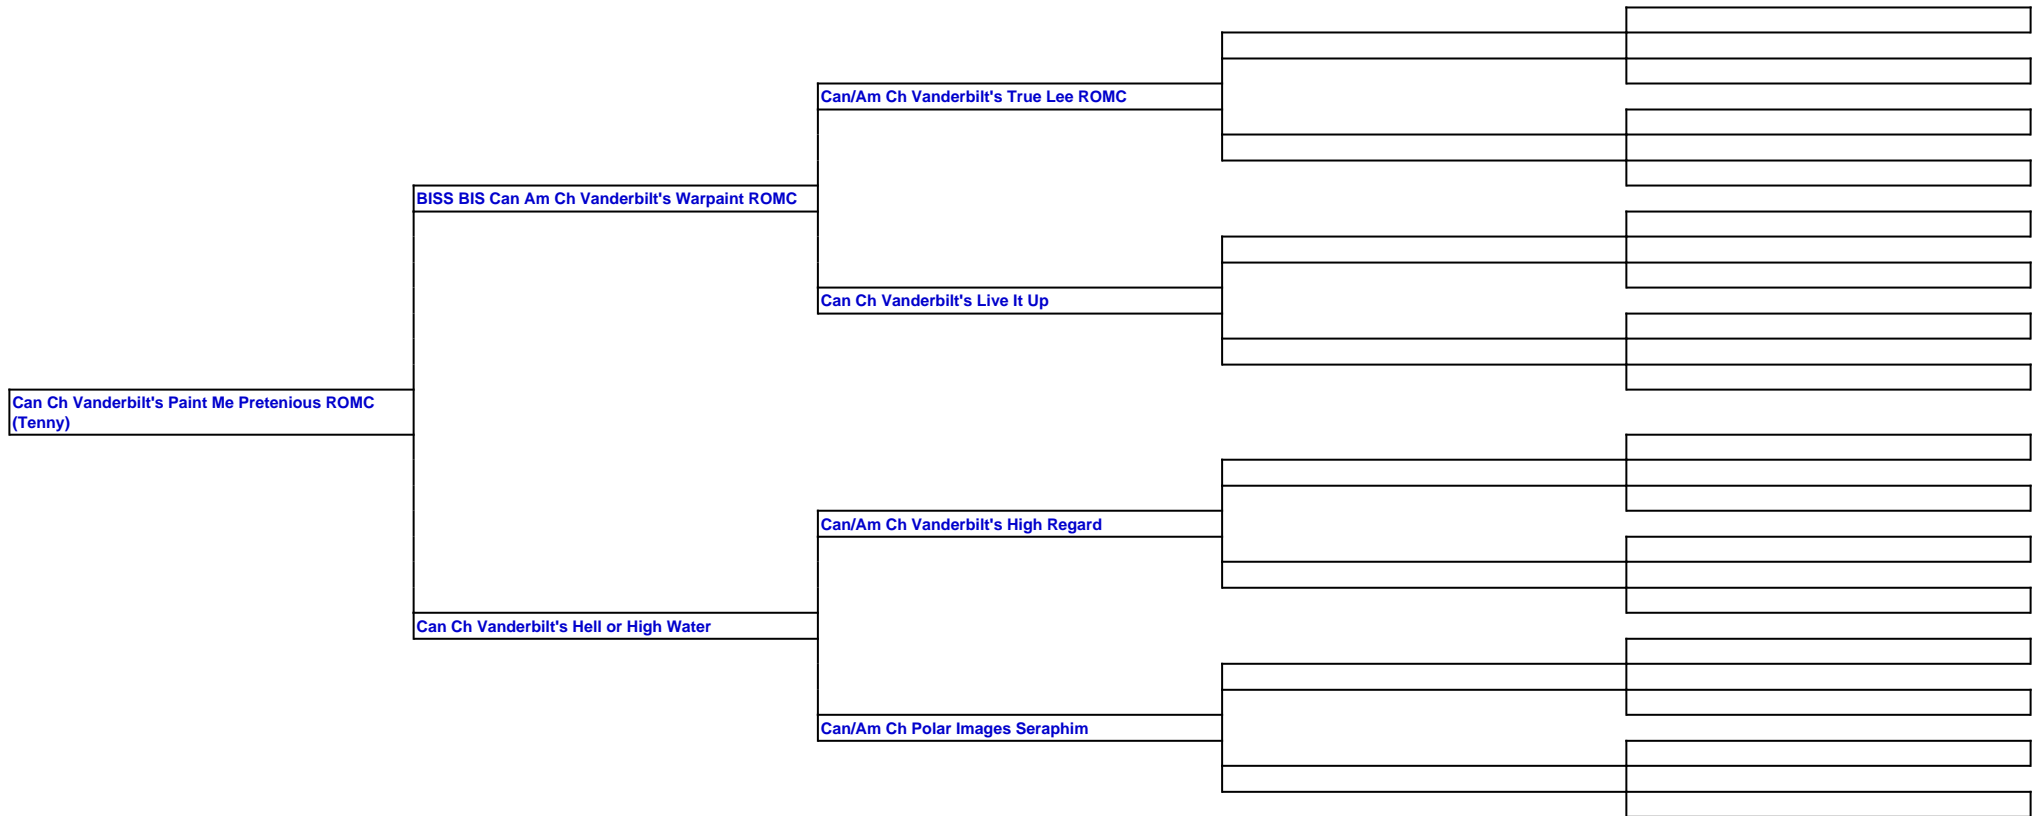 Can/Am Ch Vanderbilt's True Lee ROMC
BISS BIS Can Am Ch Vanderbilt's Warpaint ROMC
Can Ch Vanderbilt's Live It Up
Can Ch Vanderbilt's Paint Me Pretenious ROMC
(Tenny)
Can/Am Ch Vanderbilt's High Regard
Can Ch Vanderbilt's Hell or High Water
Can/Am Ch Polar Images Seraphim